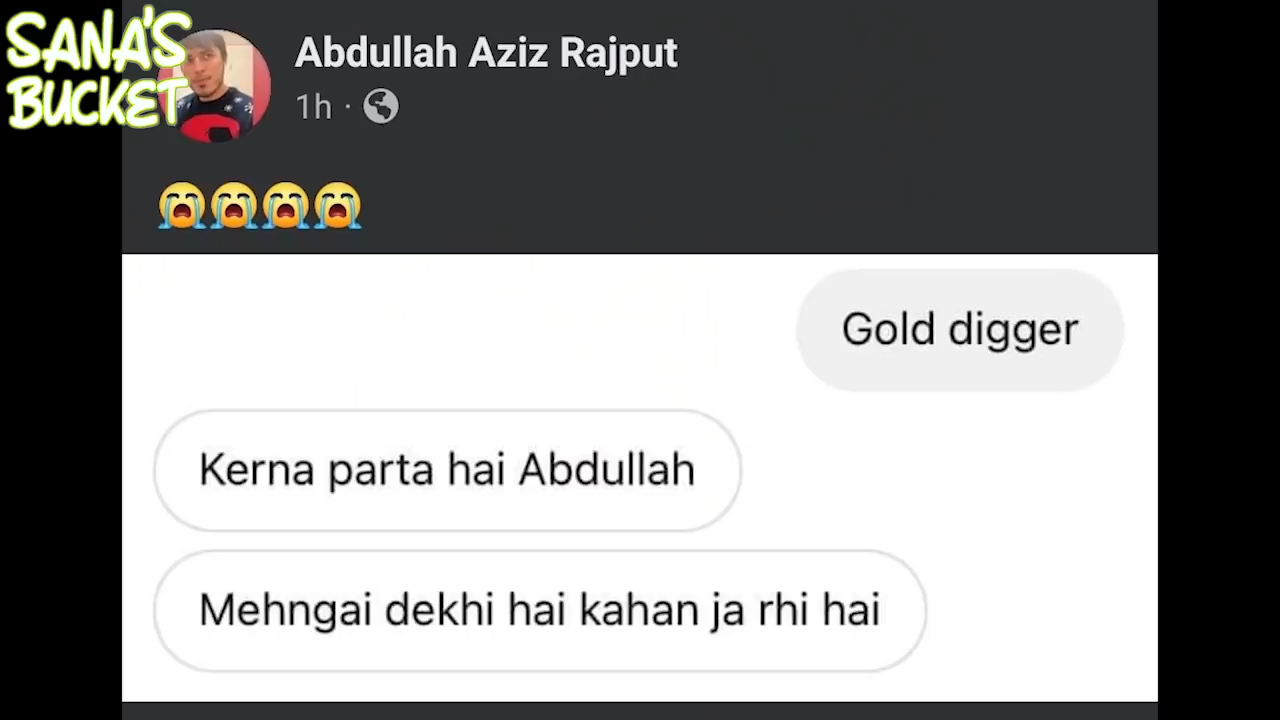 SANA'S
BUCKET
Abdullah Aziz Rajput
1h ·
😭😭😭😭
Gold digger
Kerna parta hai Abdullah
Mehngai dekhi hai kahan ja rhi hai